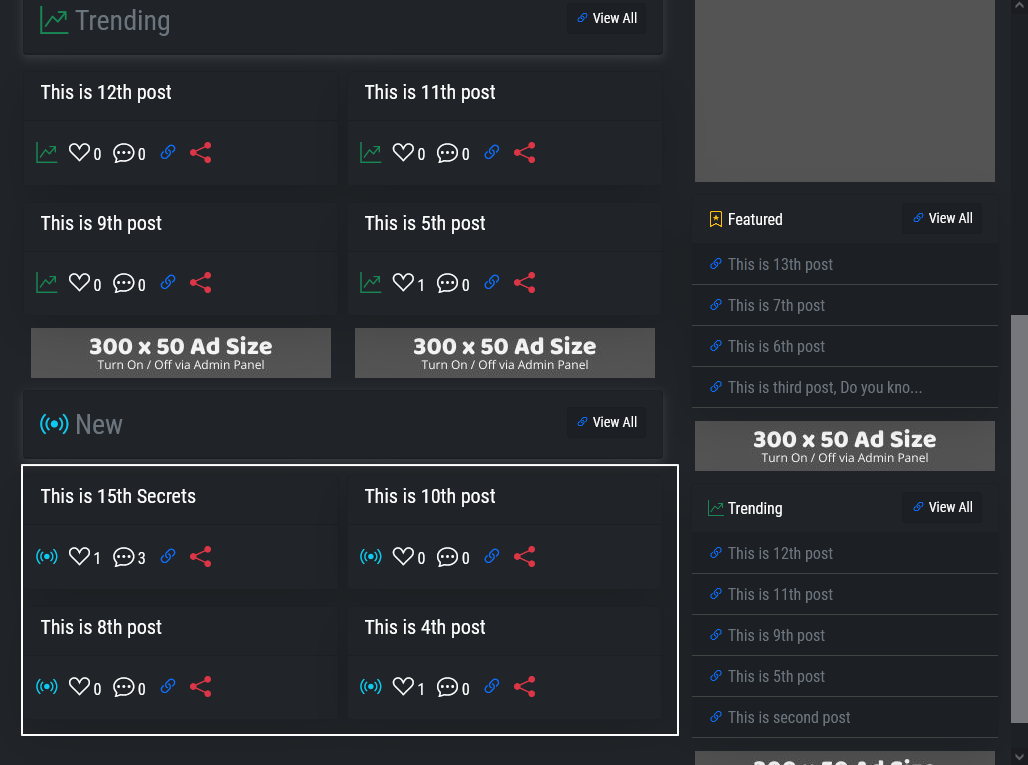 Trending
View All
This is 12th post
0 0
This is 11th post
0 0
This is 9th post
0 0
This is 5th post
1 0
300 x 50 Ad Size
Turn On / Off via Admin Panel
300 x 50 Ad Size
Turn On / Off via Admin Panel
New
View All
This is 15th Secrets
1 3
This is 10th post
0 0
This is 8th post
0 0
This is 4th post
1 0
Featured
View All
This is 13th post
This is 7th post
This is 6th post
This is third post, Do you kno...
300 x 50 Ad Size
Turn On / Off via Admin Panel
Trending
View All
This is 12th post
This is 11th post
This is 9th post
This is 5th post
This is second post
300 x 50 Ad Size